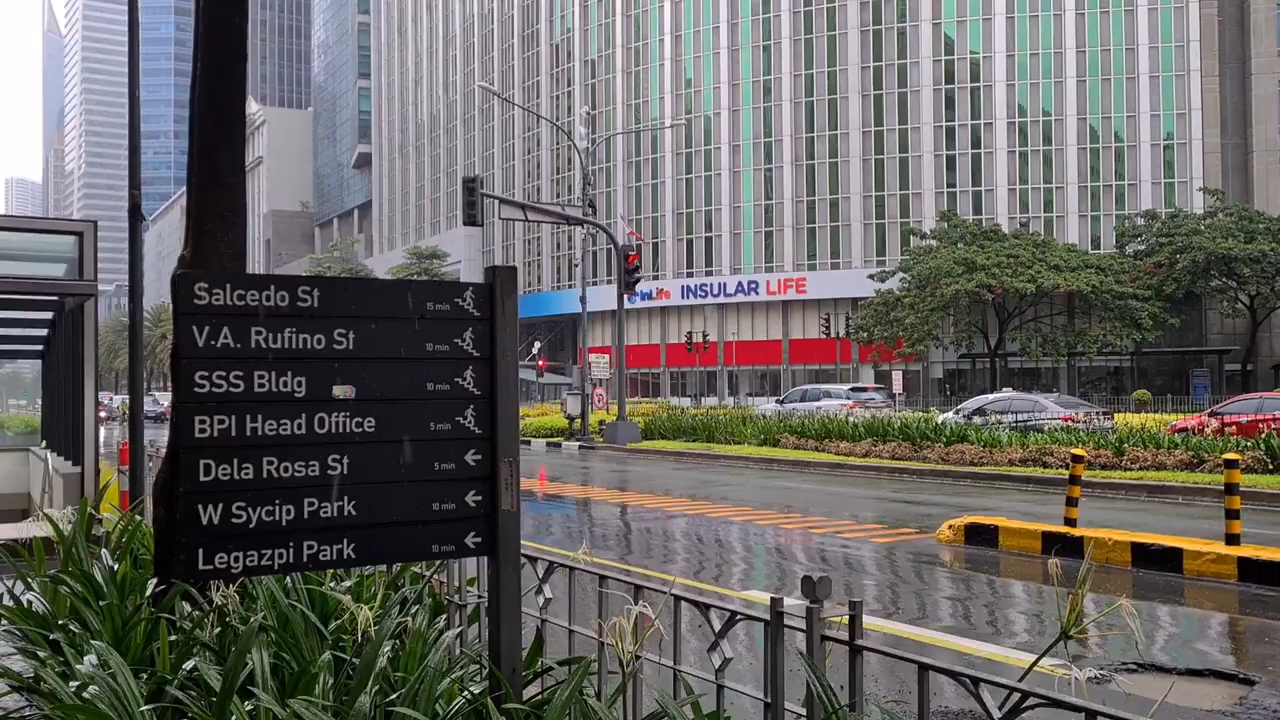 Salcedo St 15 min
V.A. Rufino St 10 min
SSS Bldg 10 min
BPI Head Office 5 min
Dela Rosa St 5 min
W Sycip Park 10 min
Legazpi Park 10 min
InLife INSULAR LIFE